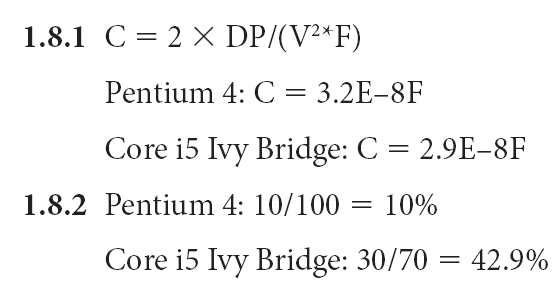 1.8.1 C = 2 × DP/(V²*F)
Pentium 4: C = 3.2E–8F
Core i5 Ivy Bridge: C = 2.9E–8F
1.8.2 Pentium 4: 10/100 = 10%
Core i5 Ivy Bridge: 30/70 = 42.9%